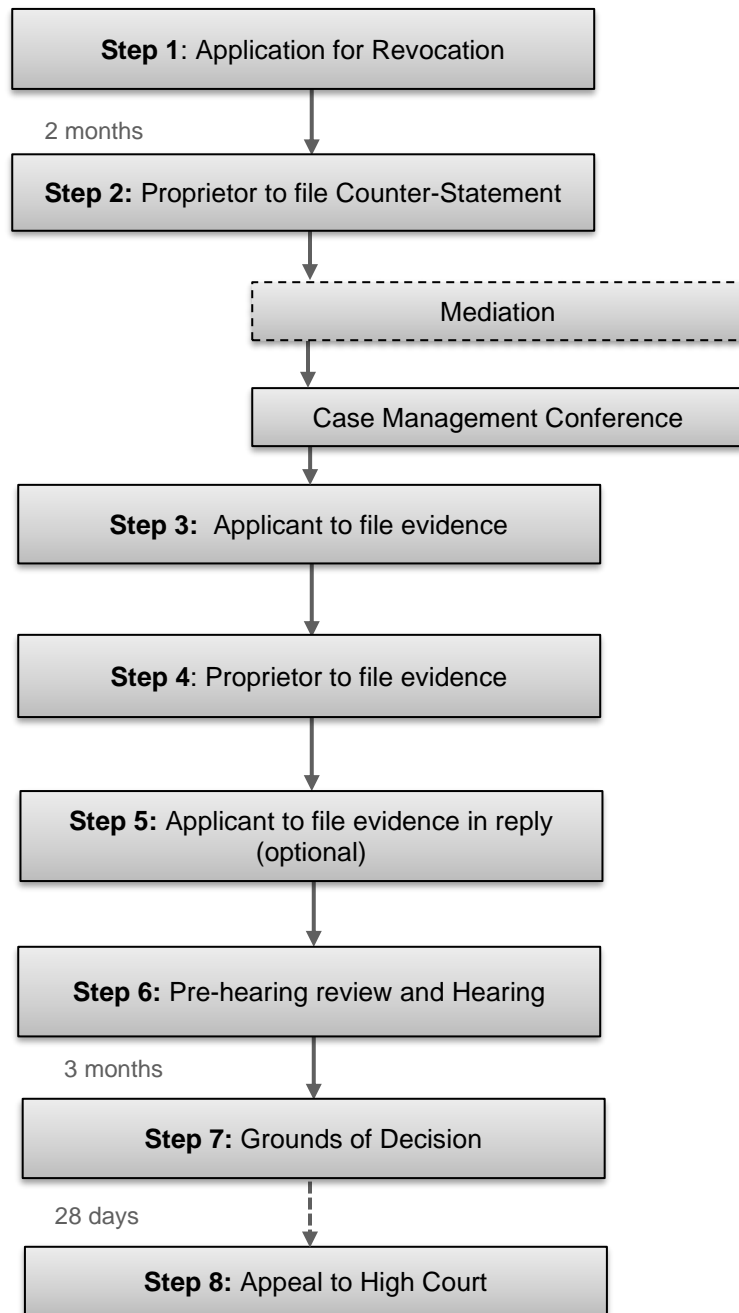 Step 1: Application for Revocation
2 months
Step 2: Proprietor to file Counter-Statement
Mediation
Case Management Conference
Step 3: Applicant to file evidence
Step 4: Proprietor to file evidence
Step 5: Applicant to file evidence in reply
(optional)
Step 6: Pre-hearing review and Hearing
3 months
Step 7: Grounds of Decision
28 days
Step 8: Appeal to High Court